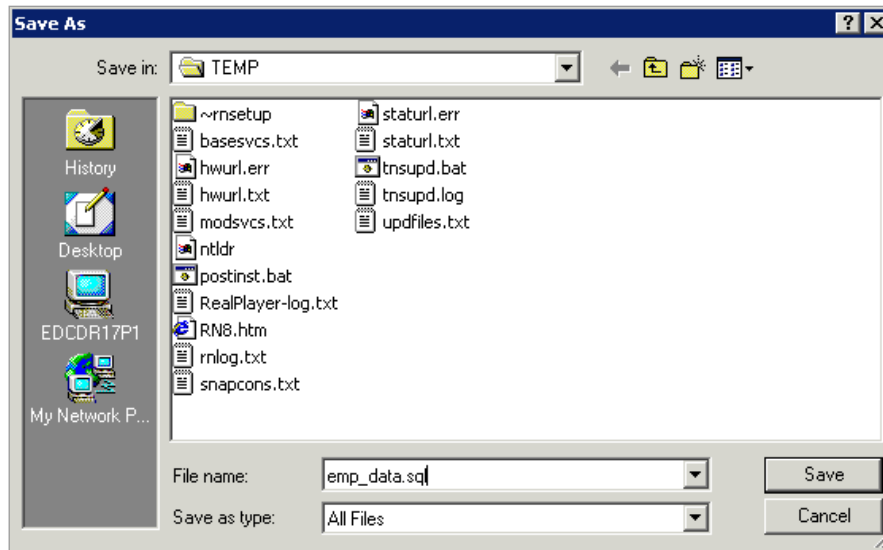 Save As
Save in: TEMP
History
Desktop
EDCDR17P1
My Network P...
~rnsetup
basesvcs.txt
hwurl.err
hwurl.txt
modsvcs.txt
ntldr
postinst.bat
RealPlayer-log.txt
RN8.htm
rnlog.txt
snapcons.txt
staturl.err
staturl.txt
tnsupd.bat
tnsupd.log
updfiles.txt
File name: emp_data.sql
Save
Save as type: All Files
Cancel